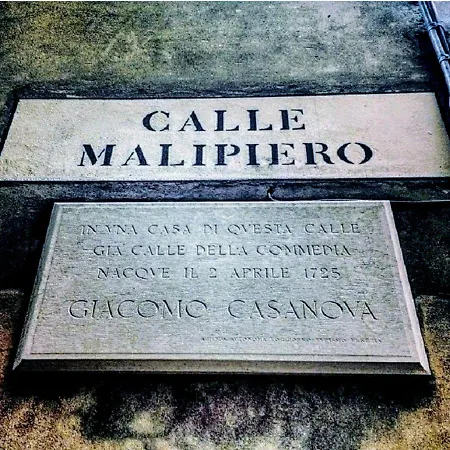 CALLE
MALIPIERO
IN VNA CASA DI QVESTA CALLE
GIÀ CALLE DELLA COMMEDIA
NACQVE IL 2 APRILE 1725
GIACOMO CASANOVA